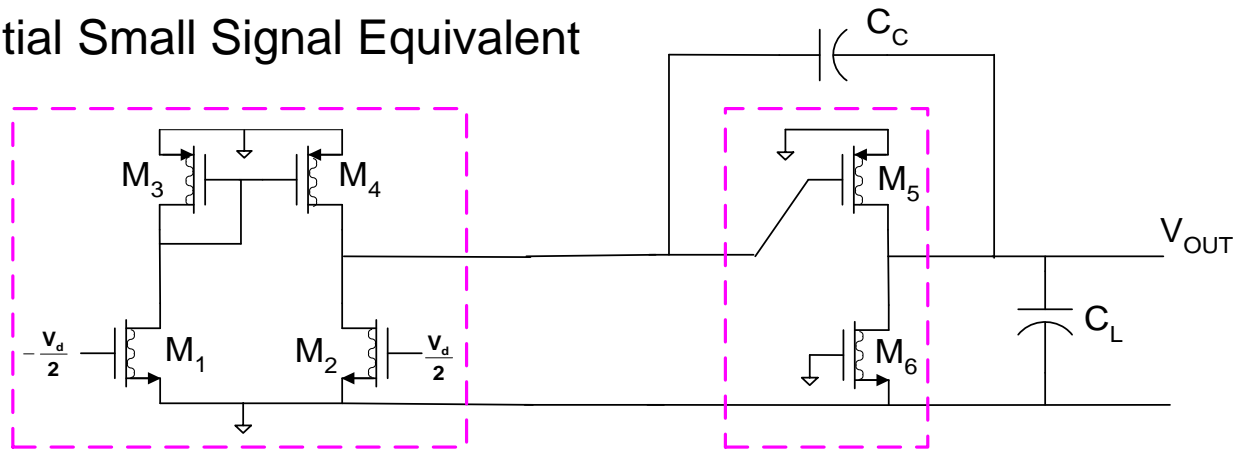 tial Small Signal Equivalent
C_C
M_3
M_4
M_5
V_OUT
-V_d/2
M_1
M_2
V_d/2
M_6
C_L